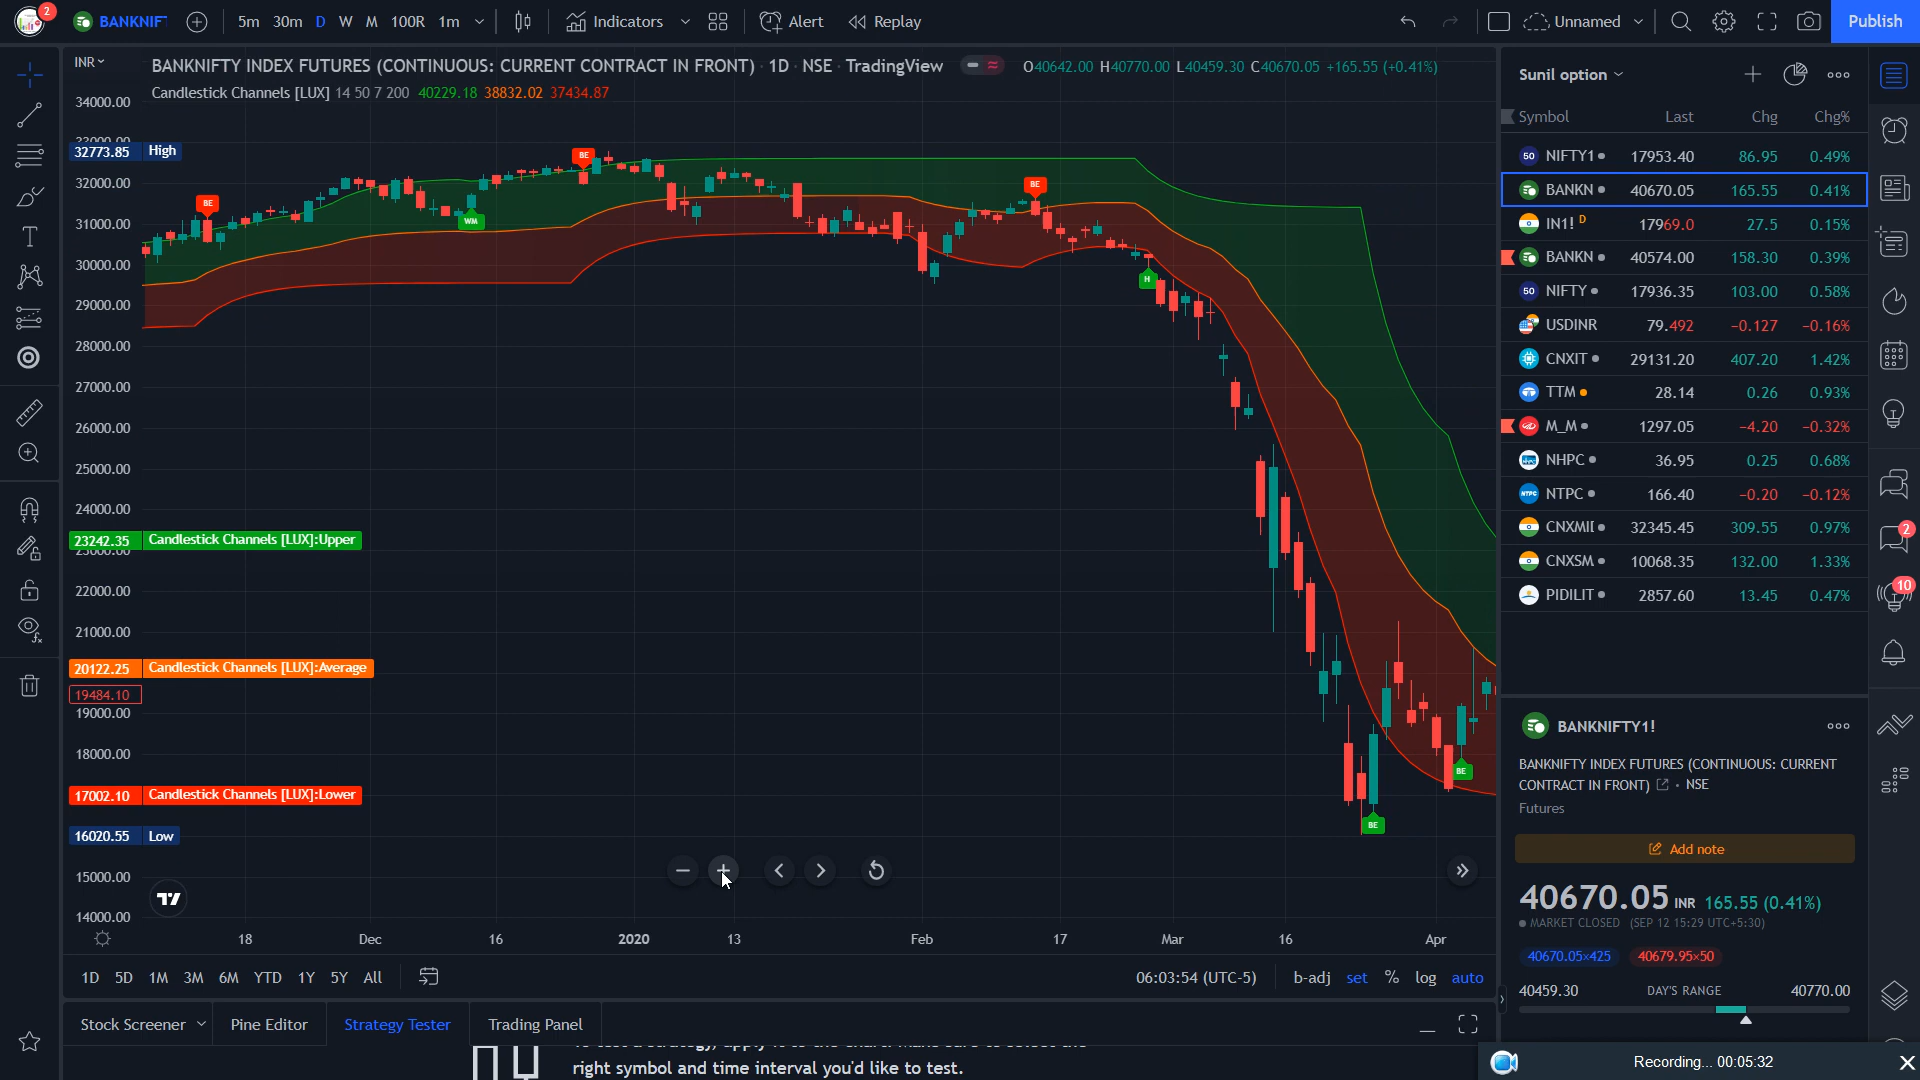 2 BANKNIF 5m 30m D W M 100R 1m Indicators Alert Replay Unnamed Publish
INR
BANKNIFTY INDEX FUTURES (CONTINUOUS: CURRENT CONTRACT IN FRONT) · 1D · NSE · TradingView O40642.00 H40770.00 L40459.30 C40670.05 +165.55 (+0.41%)
Candlestick Channels [LUX] 14 50 7 200 40229.18 38832.02 37434.87
34000.00
32773.85 High
32000.00
31000.00
30000.00
29000.00
28000.00
27000.00
26000.00
25000.00
24000.00
23242.35 Candlestick Channels [LUX]:Upper
22000.00
21000.00
20122.25 Candlestick Channels [LUX]:Average
19484.10
19000.00
18000.00
17002.10 Candlestick Channels [LUX]:Lower
16020.55 Low
15000.00
14000.00
BE
WM
BE
BE
H
BE
BE
18 Dec 16 2020 13 Feb 17 Mar 16 Apr
1D 5D 1M 3M 6M YTD 1Y 5Y All 06:03:54 (UTC-5) b-adj set % log auto
Stock Screener Pine Editor Strategy Tester Trading Panel
right symbol and time interval you'd like to test.
Sunil option
Symbol Last Chg Chg%
50 NIFTY1 17953.40 86.95 0.49%
BANKN 40670.05 165.55 0.41%
IN1! D 17969.0 27.5 0.15%
BANKN 40574.00 158.30 0.39%
50 NIFTY 17936.35 103.00 0.58%
USDINR 79.492 −0.127 −0.16%
CNXIT 29131.20 407.20 1.42%
TTM 28.14 0.26 0.93%
M_M 1297.05 −4.20 −0.32%
NHPC 36.95 0.25 0.68%
NTPC 166.40 −0.20 −0.12%
CNXMI 32345.45 309.55 0.97%
CNXSM 10068.35 132.00 1.33%
PIDILIT 2857.60 13.45 0.47%
2
10
BANKNIFTY1!
BANKNIFTY INDEX FUTURES (CONTINUOUS: CURRENT
CONTRACT IN FRONT) · NSE
Futures
Add note
40670.05 INR 165.55 (0.41%)
MARKET CLOSED (SEP 12 15:29 UTC+5:30)
40670.05×425 40679.95×50
40459.30 DAY'S RANGE 40770.00
Recording... 00:05:32